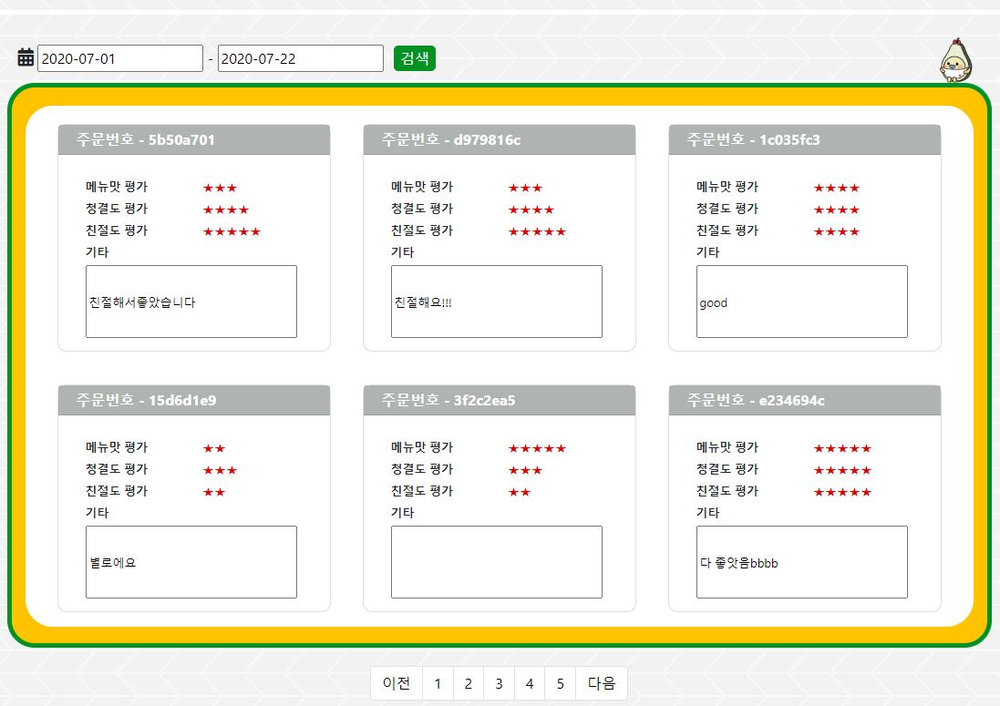 2020-07-01 - 2020-07-22 검색
주문번호 - 5b50a701
메뉴맛 평가 ★★★
청결도 평가 ★★★★
친절도 평가 ★★★★★
기타
친절해서좋았습니다
주문번호 - d979816c
메뉴맛 평가 ★★★
청결도 평가 ★★★★
친절도 평가 ★★★★★
기타
친절해요!!!
주문번호 - 1c035fc3
메뉴맛 평가 ★★★★
청결도 평가 ★★★★
친절도 평가 ★★★★
기타
good
주문번호 - 15d6d1e9
메뉴맛 평가 ★★
청결도 평가 ★★★
친절도 평가 ★★
기타
별로에요
주문번호 - 3f2c2ea5
메뉴맛 평가 ★★★★★
청결도 평가 ★★★
친절도 평가 ★★
기타
주문번호 - e234694c
메뉴맛 평가 ★★★★★
청결도 평가 ★★★★★
친절도 평가 ★★★★★
기타
다 좋앗음bbbb
이전 1 2 3 4 5 다음